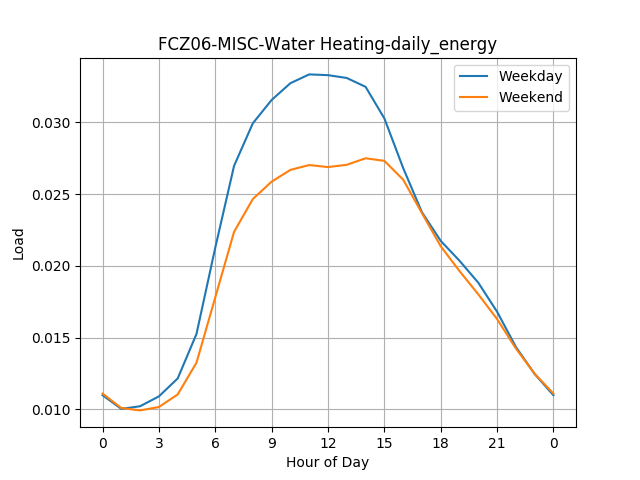 FCZ06-MISC-Water Heating-daily_energy
Weekday
Weekend
0.030
0.025
0.020
0.015
0.010
Load
0 3 6 9 12 15 18 21 0
Hour of Day